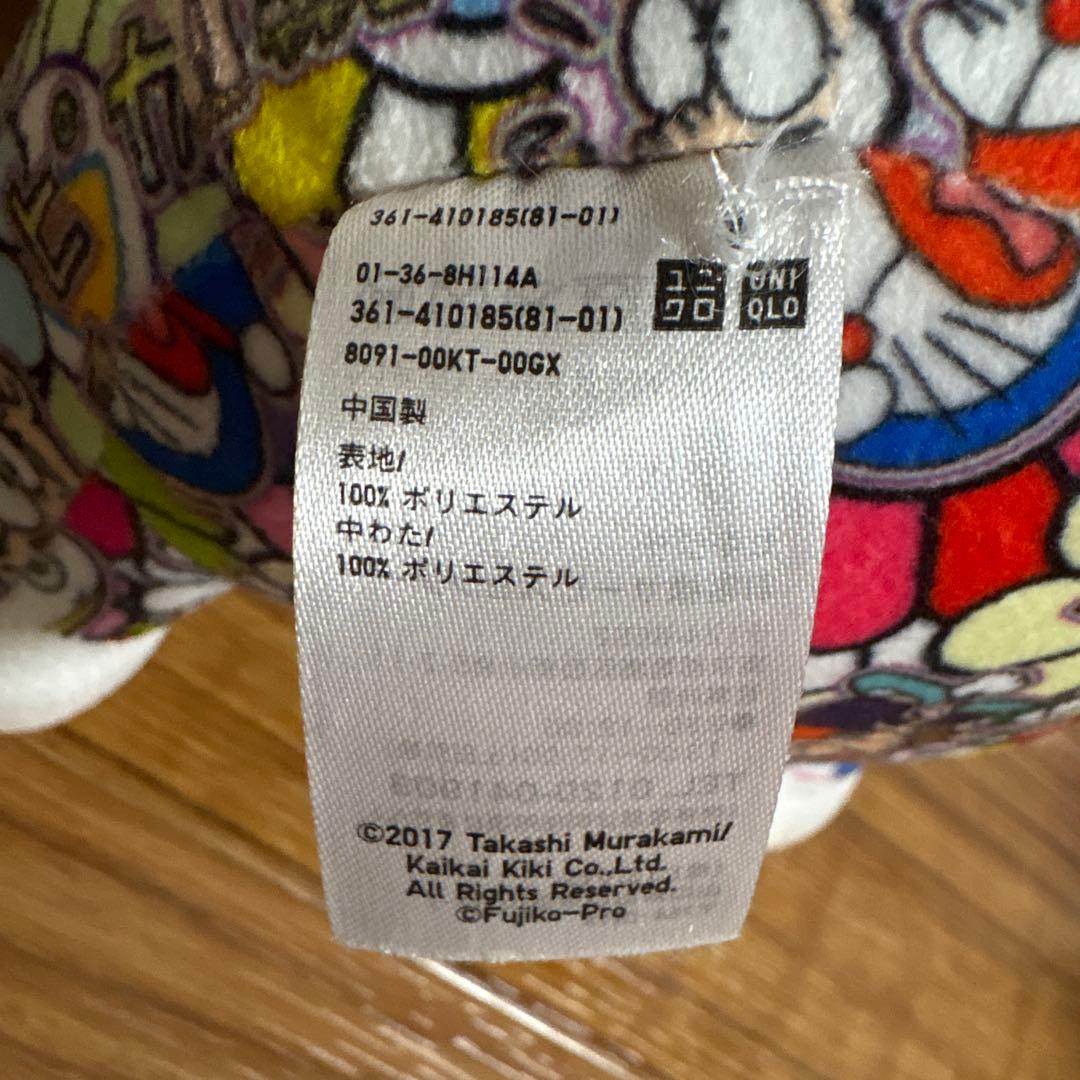 361-410185(81-01)
01-36-8H114A
361-410185(81-01)
8091-00KT-00GX
ユニ
クロ
UNI
QLO
中国製
表地/
100% ポリエステル
中わた/
100% ポリエステル
©2017 Takashi Murakami/
Kaikai Kiki Co.,Ltd.
All Rights Reserved.
©Fujiko-Pro